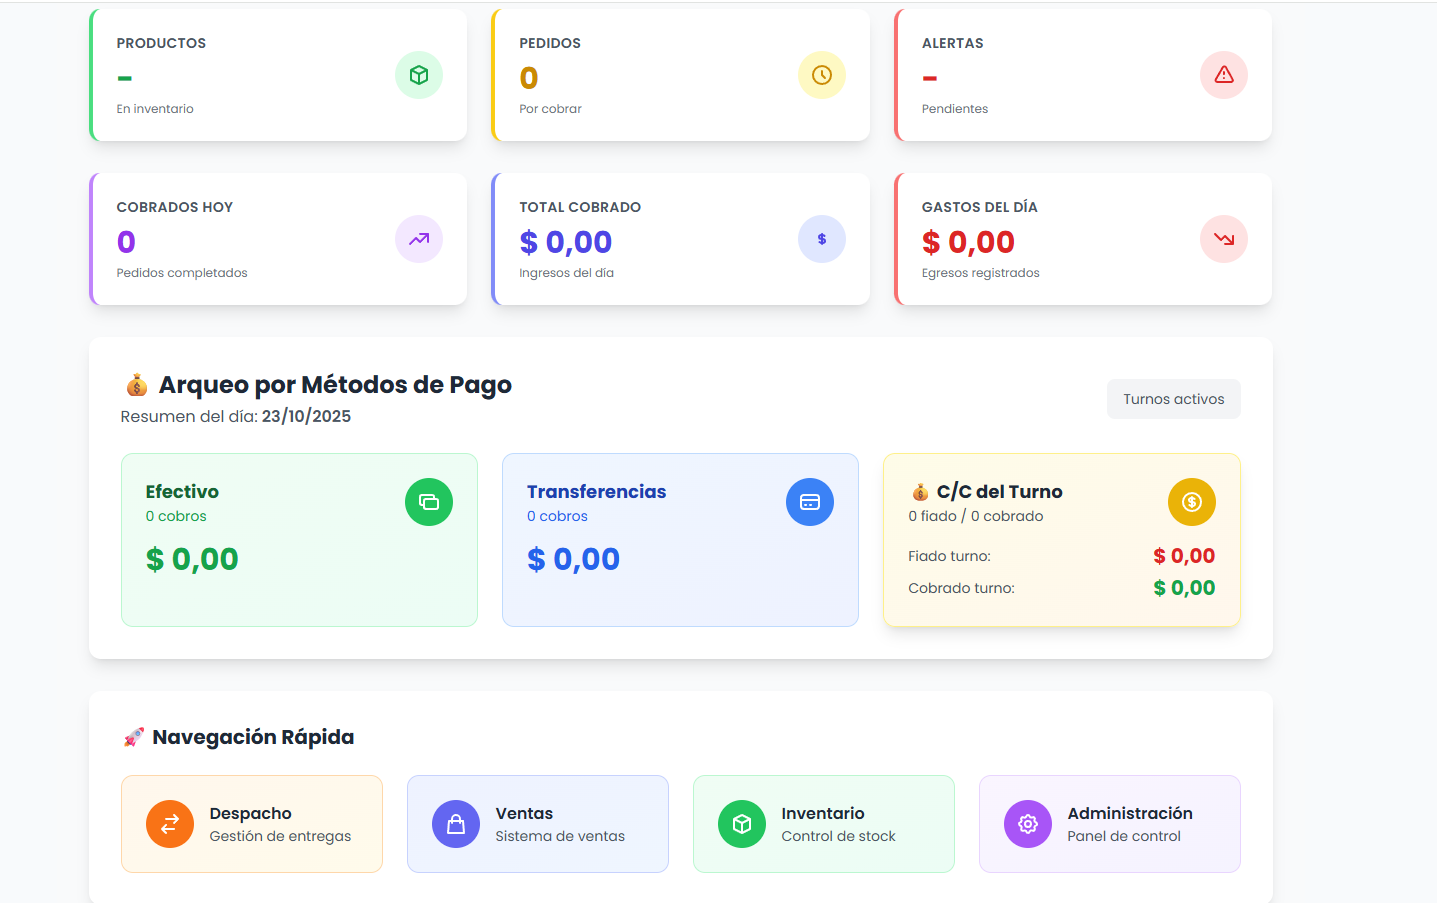 PRODUCTOS
–
En inventario
PEDIDOS
0
Por cobrar
ALERTAS
–
Pendientes
COBRADOS HOY
0
Pedidos completados
TOTAL COBRADO
$ 0,00
Ingresos del día
$
GASTOS DEL DÍA
$ 0,00
Egresos registrados
Arqueo por Métodos de Pago
Resumen del día: 23/10/2025
Turnos activos
Efectivo
0 cobros
$ 0,00
Transferencias
0 cobros
$ 0,00
C/C del Turno
0 fiado / 0 cobrado
Fiado turno: $ 0,00
Cobrado turno: $ 0,00
Navegación Rápida
Despacho
Gestión de entregas
Ventas
Sistema de ventas
Inventario
Control de stock
Administración
Panel de control